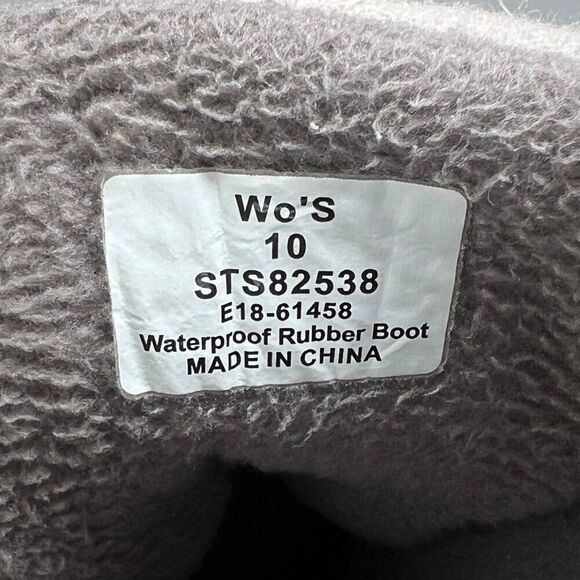 Wo'S
10
STS82538
E18-61458
Waterproof Rubber Boot
MADE IN CHINA